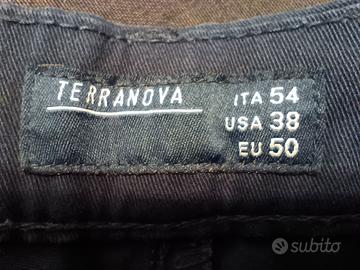 TERRANOVA
ITA 54
USA 38
EU 50
subito